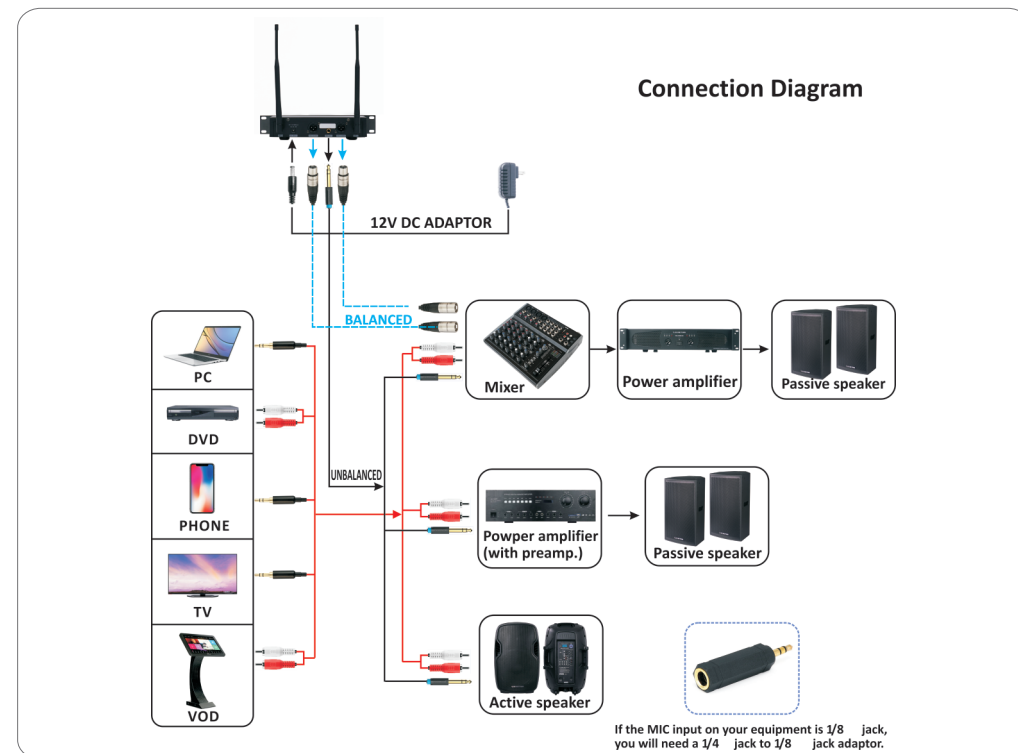 Connection Diagram
12V DC ADAPTOR
BALANCED
PC
DVD
PHONE
TV
VOD
UNBALANCED
Mixer
Power amplifier
Passive speaker
Powper amplifier
(with preamp.)
Passive speaker
Active speaker
If the MIC input on your equipment is 1/8 jack,
you will need a 1/4 jack to 1/8 jack adaptor.